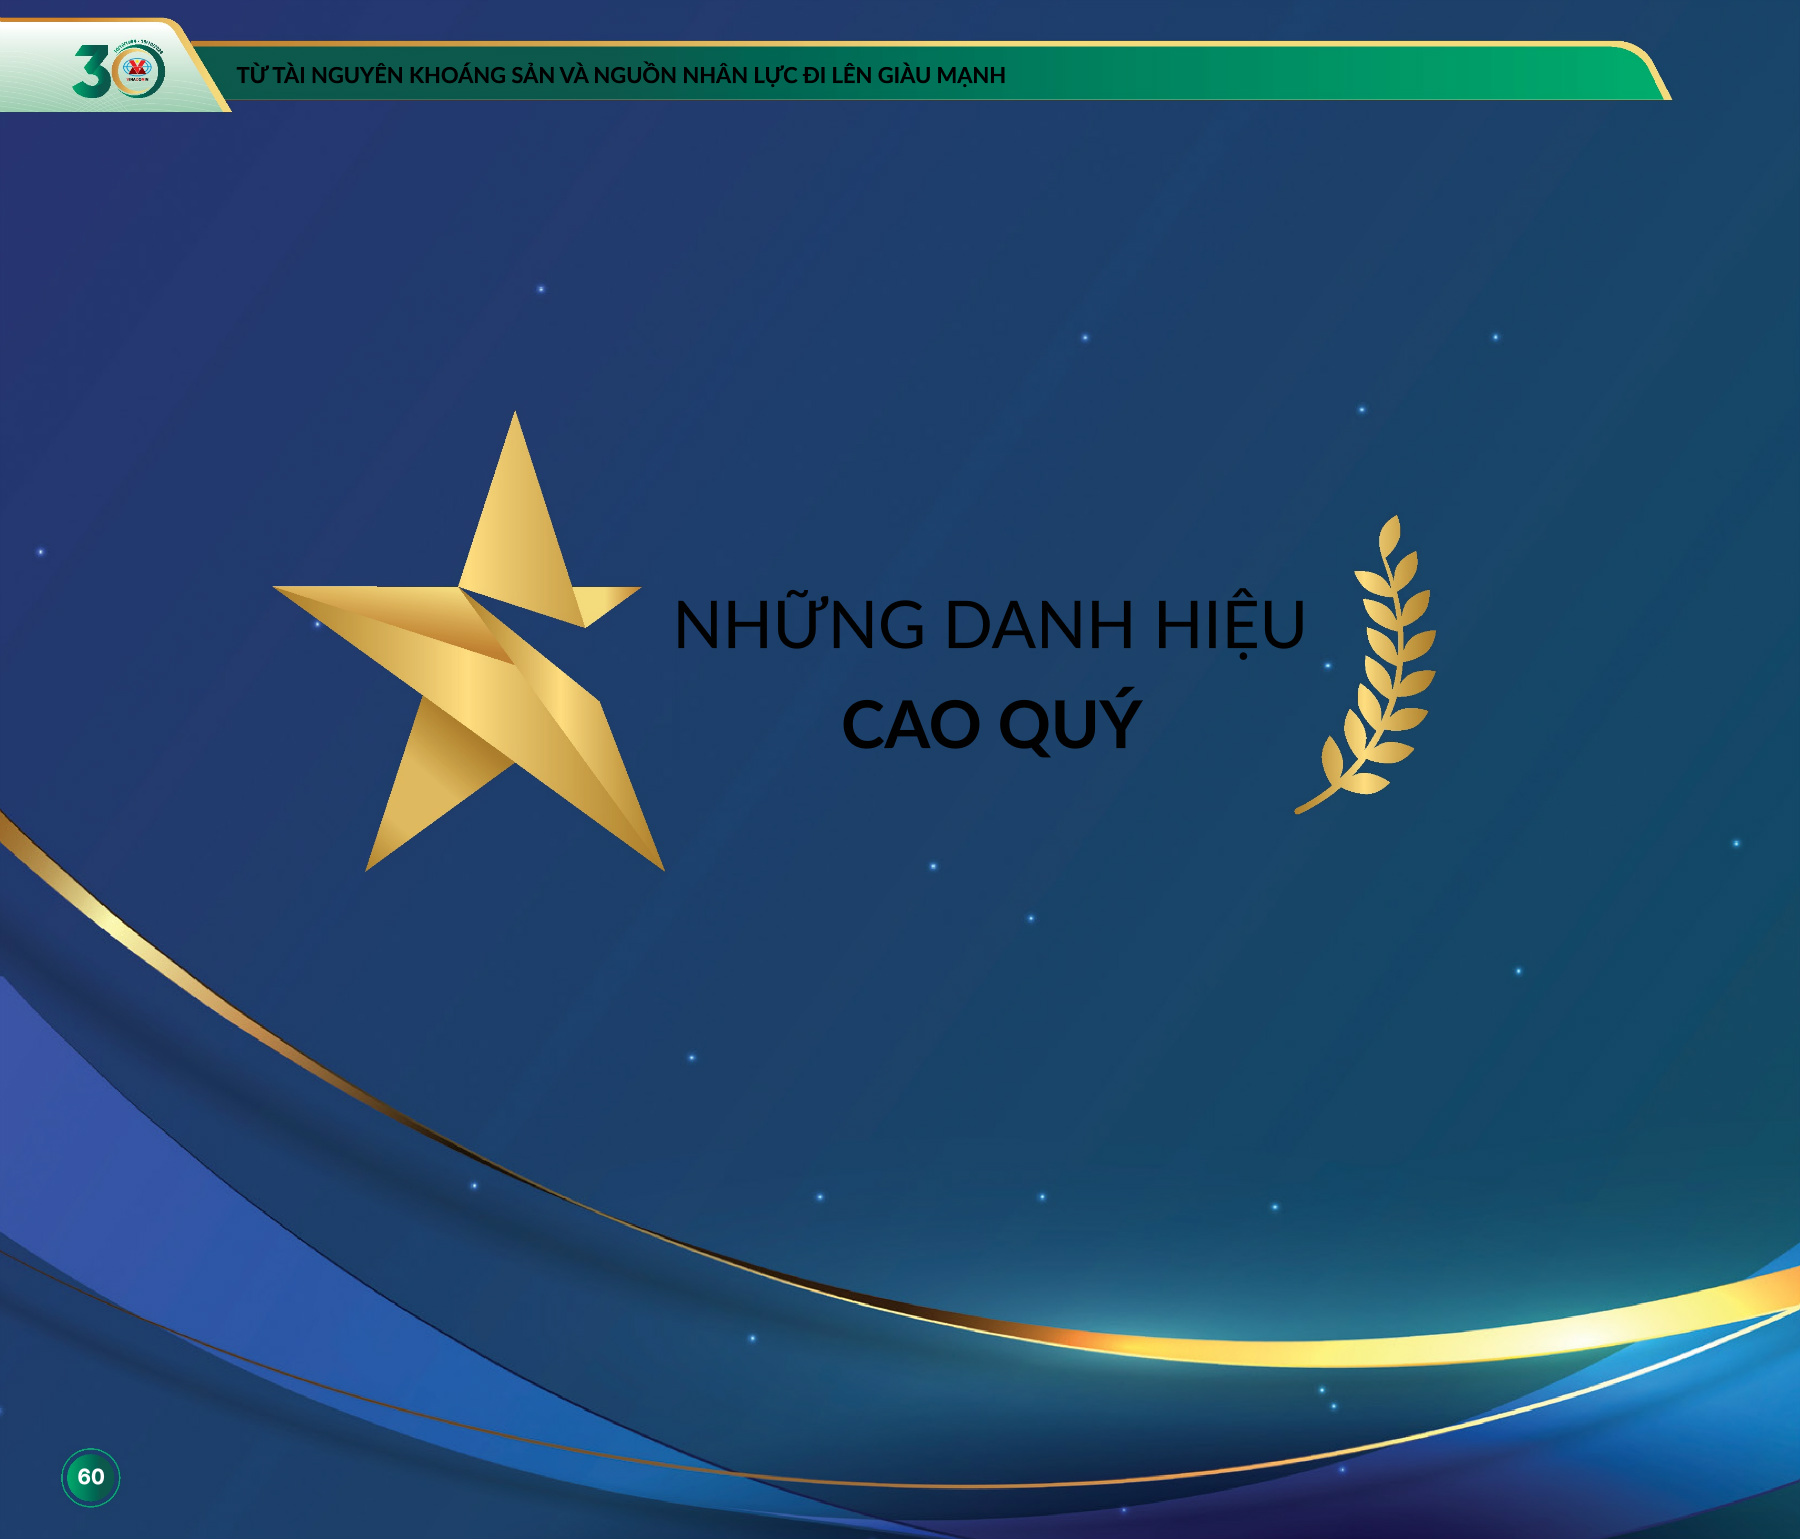 30
TỪ TÀI NGUYÊN KHOÁNG SẢN VÀ NGUỒN NHÂN LỰC ĐI LÊN GIÀU MẠNH
NHỮNG DANH HIỆU
CAO QUÝ
60